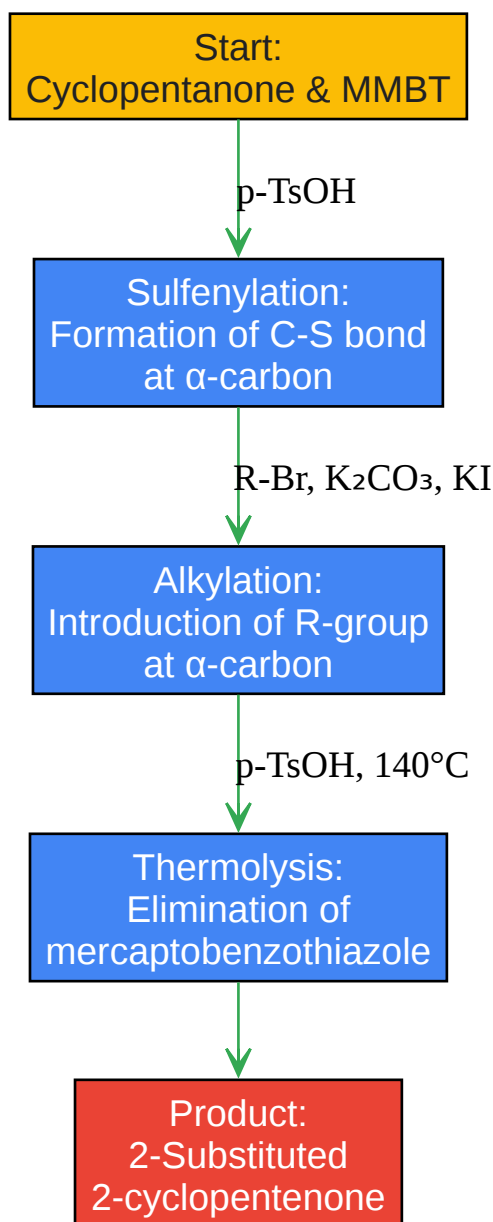 Start:
Cyclopentanone & MMBT
p-TsOH
Sulfenylation:
Formation of C-S bond
at α-carbon
R-Br, K₂CO₃, KI
Alkylation:
Introduction of R-group
at α-carbon
p-TsOH, 140°C
Thermolysis:
Elimination of
mercaptobenzothiazole
Product:
2-Substituted
2-cyclopentenone